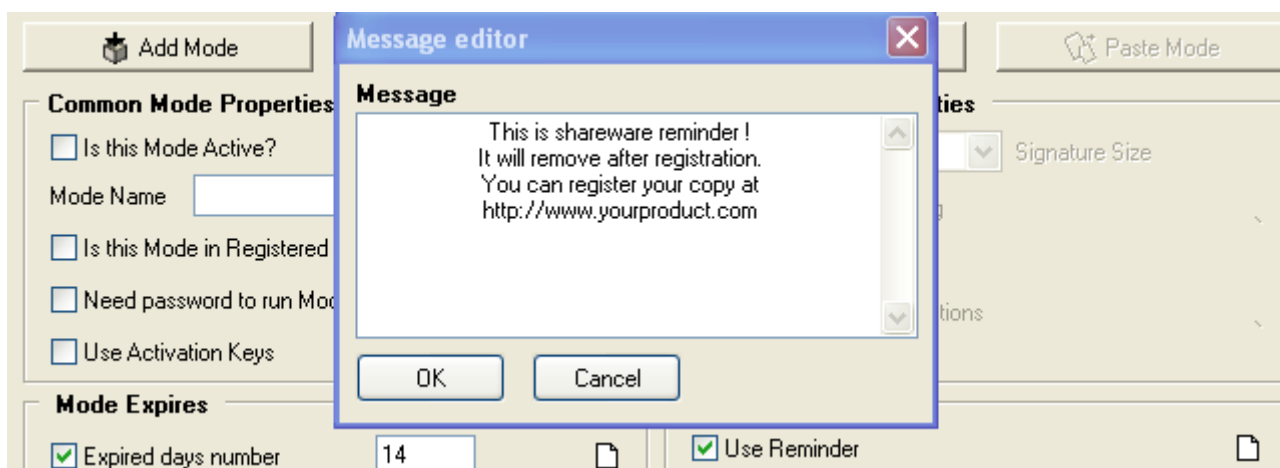 Add Mode
Message editor
Paste Mode
Common Mode Properties
Message
ties
This is shareware reminder !
It will remove after registration.
You can register your copy at
http://www.yourproduct.com
Is this Mode Active?
Signature Size
Mode Name
Is this Mode in Registered
Need password to run Mod
tions
Use Activation Keys
OK
Cancel
Mode Expires
Expired days number
14
Use Reminder